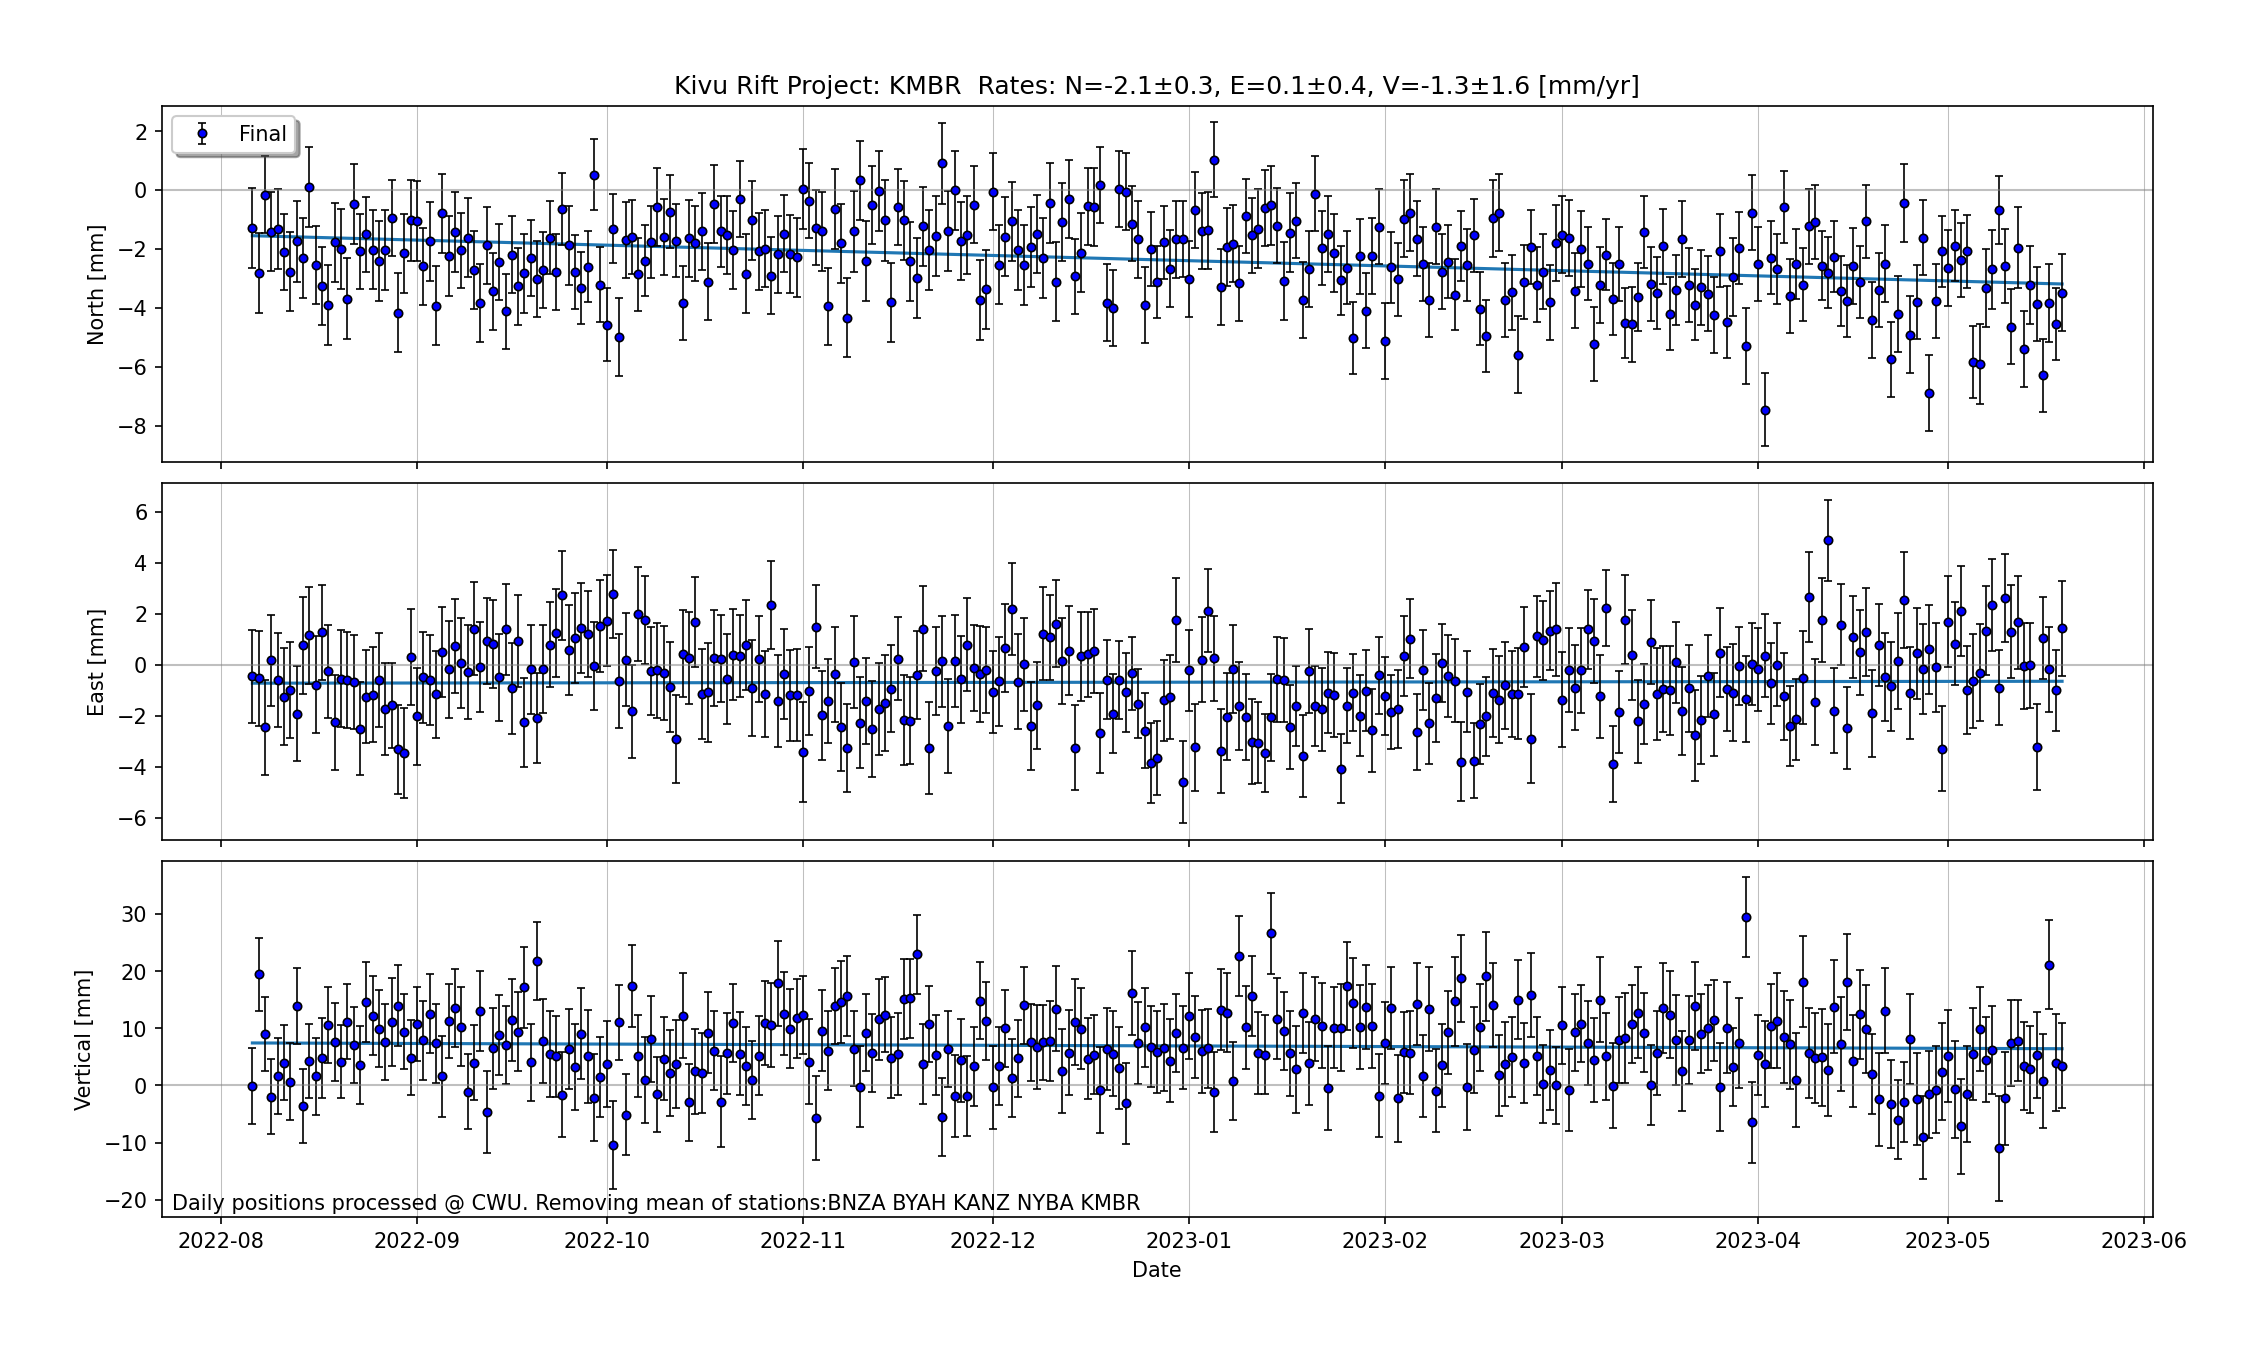 Kivu Rift Project: KMBR  Rates: N=-2.1±0.3, E=0.1±0.4, V=-1.3±1.6 [mm/yr]
Final
North [mm]
2
0
−2
−4
−6
−8
East [mm]
6
4
2
0
−2
−4
−6
Vertical [mm]
30
20
10
0
−10
−20
Daily positions processed @ CWU. Removing mean of stations:BNZA BYAH KANZ NYBA KMBR
2022-08 2022-09 2022-10 2022-11 2022-12 2023-01 2023-02 2023-03 2023-04 2023-05 2023-06
Date